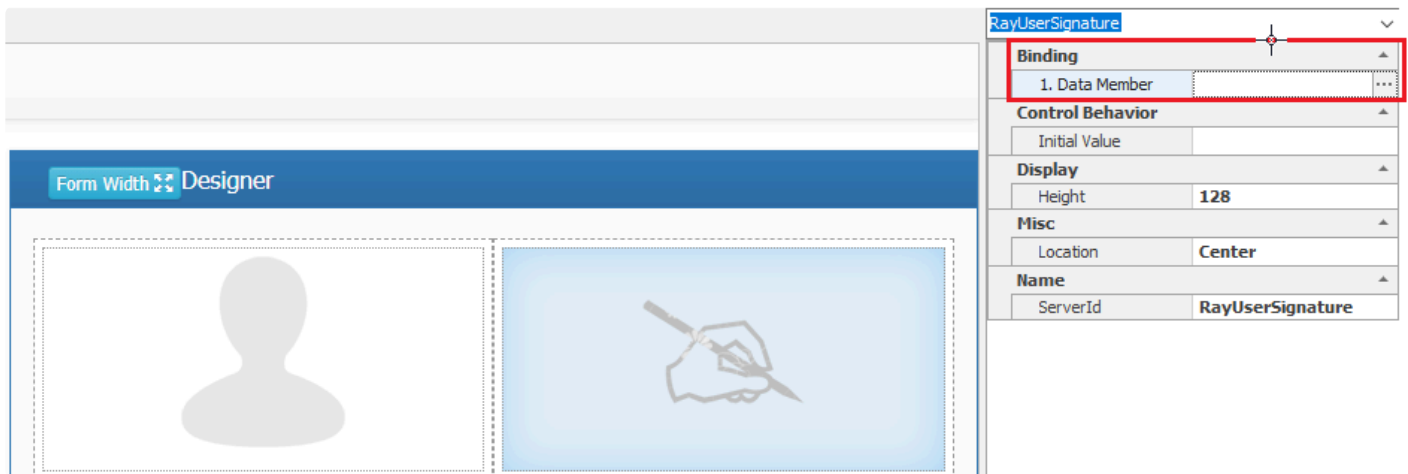 RayUserSignature
Binding
1. Data Member ...
Control Behavior
Initial Value
Display
Height 128
Misc
Location Center
Name
ServerId RayUserSignature
Form Width Designer